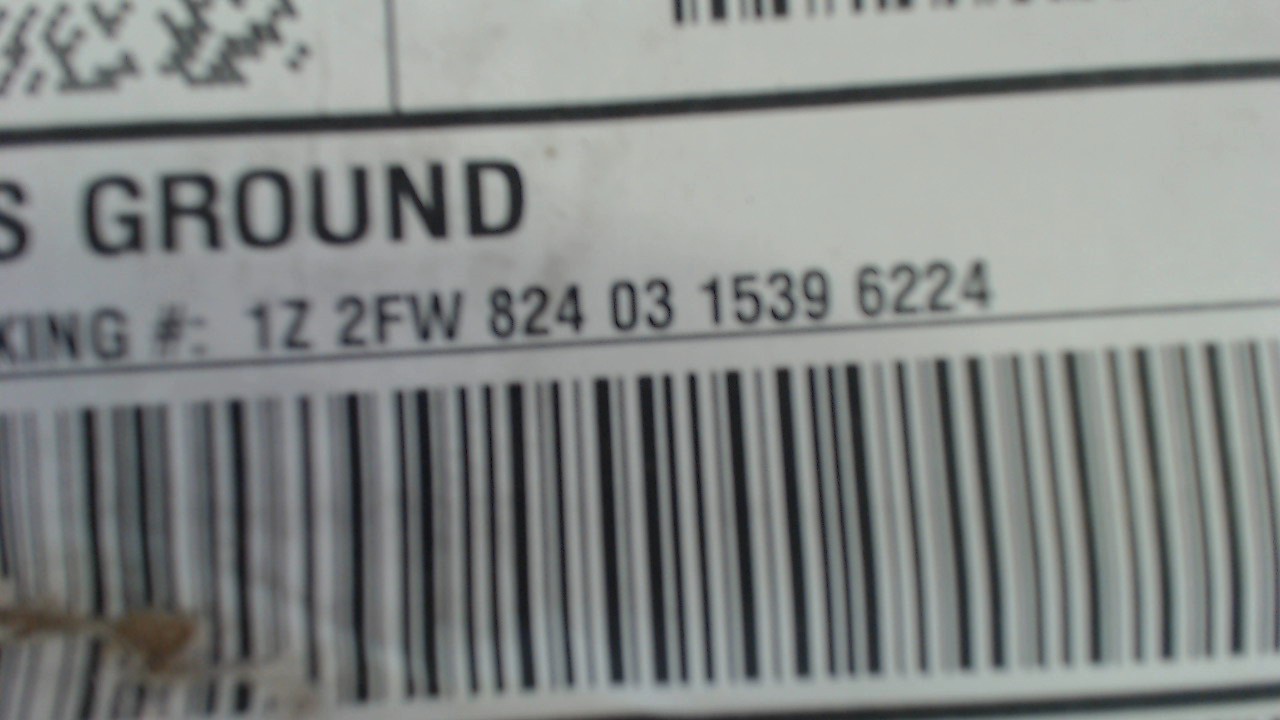 S GROUND
KING #: 1Z 2FW 824 03 1539 6224